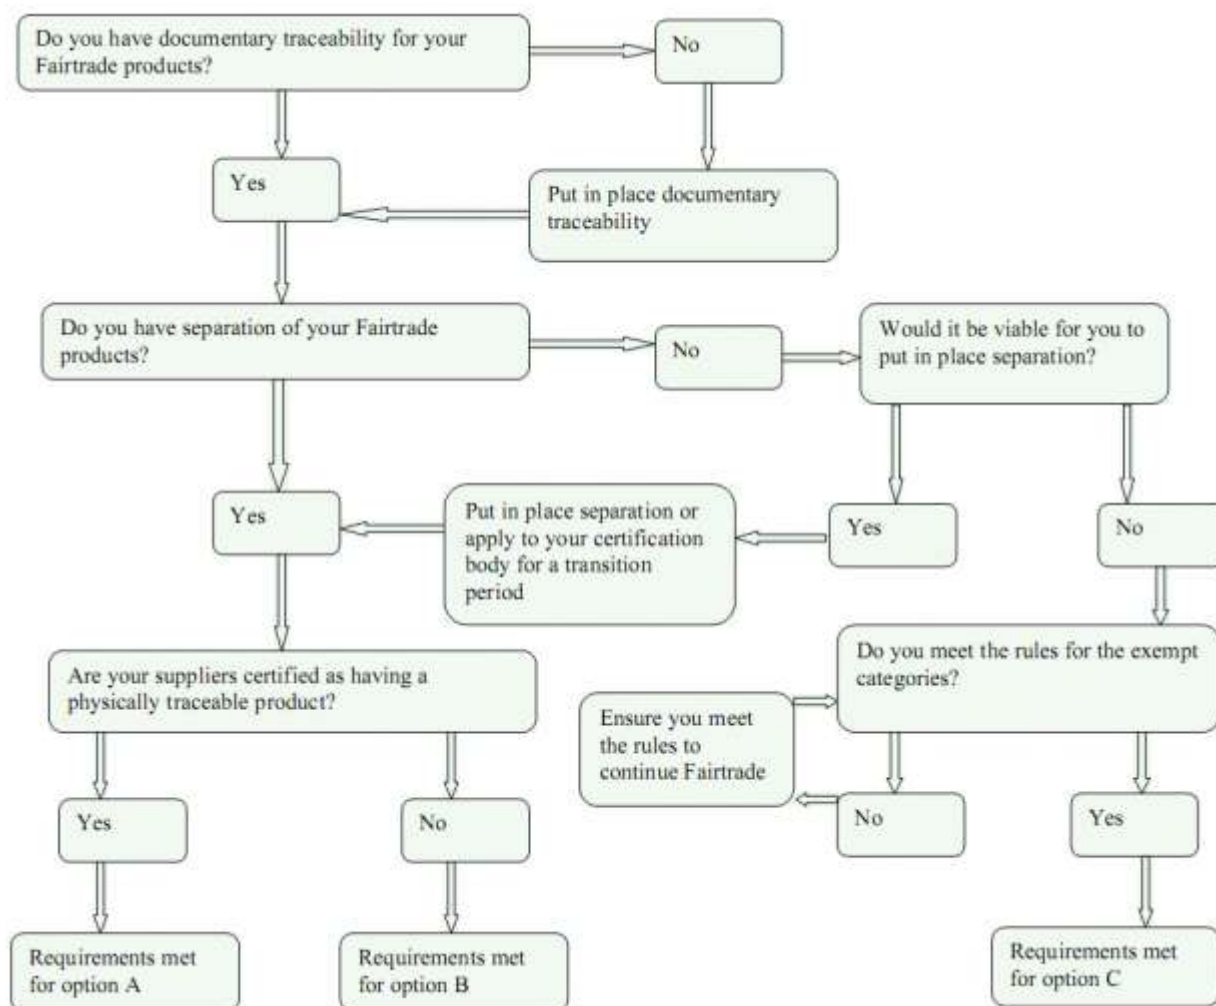 Do you have documentary traceability for your
Fairtrade products?
No
Yes
Put in place documentary
traceability
Do you have separation of your Fairtrade
products?
No
Would it be viable for you to
put in place separation?
Yes
Put in place separation or
apply to your certification
body for a transition
period
Yes
No
Are your suppliers certified as having a
physically traceable product?
Do you meet the rules for the exempt
categories?
Ensure you meet
the rules to
continue Fairtrade
Yes
No
No
Yes
Requirements met
for option A
Requirements met
for option B
Requirements met
for option C